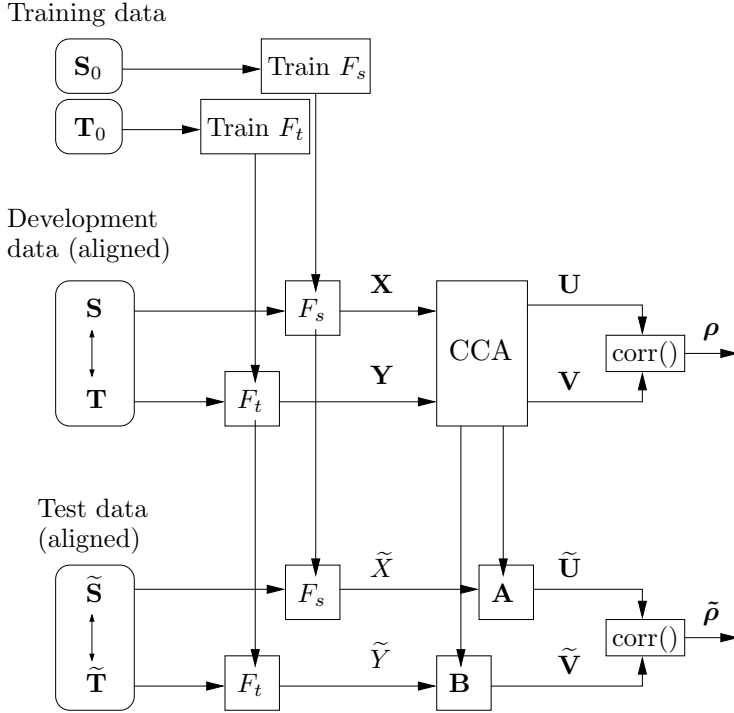 Training data
S₀ Train Fₛ
T₀ Train Fₜ
Development
data (aligned)
S Fₛ X CCA U corr() ρ
T Fₜ Y V
Test data
(aligned)
S̃ Fₛ X̃ A Ũ corr() ρ̃
T̃ Fₜ Ỹ B Ṽ